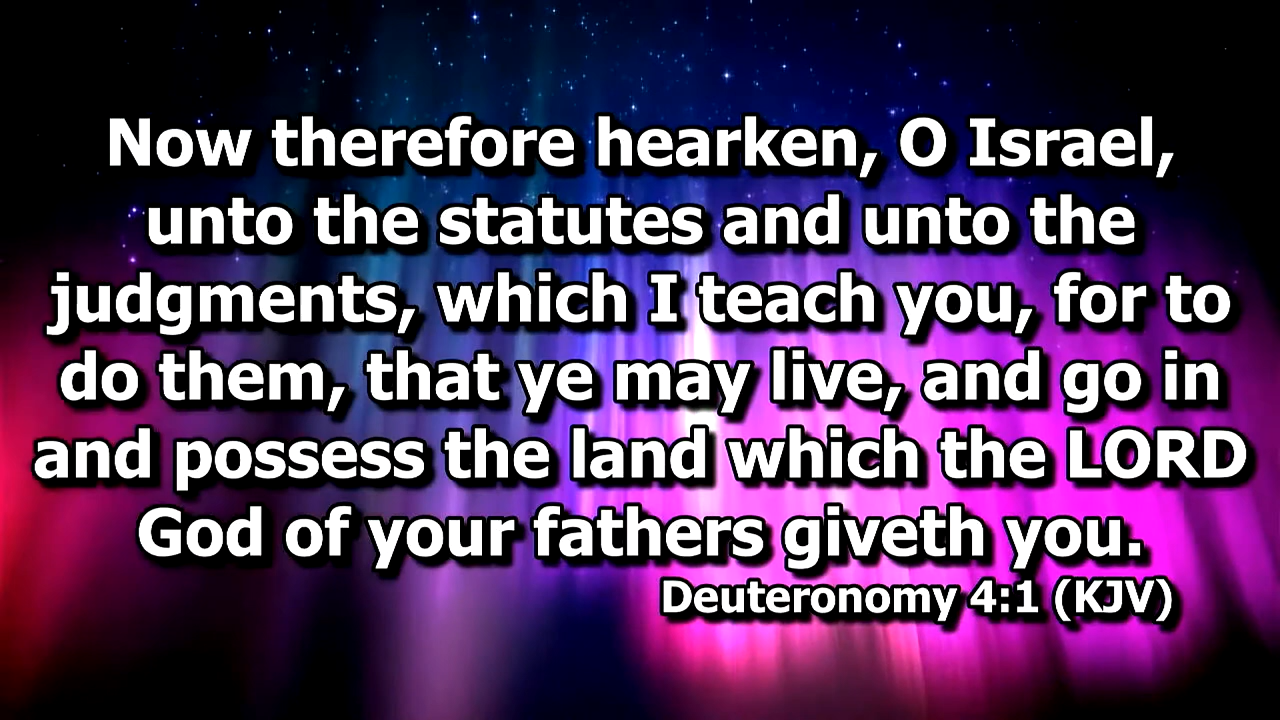 Now therefore hearken, O Israel,
unto the statutes and unto the
judgments, which I teach you, for to
do them, that ye may live, and go in
and possess the land which the LORD
God of your fathers giveth you.
Deuteronomy 4:1 (KJV)